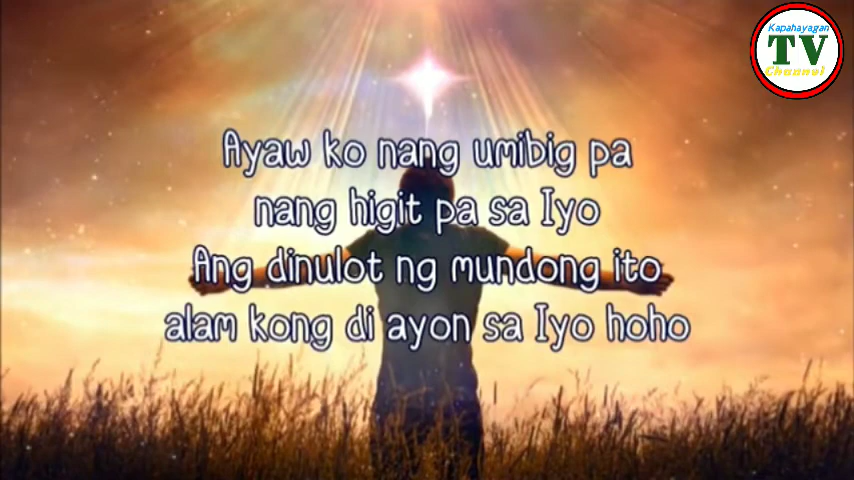 Kapahayagan
TV
Channel
Ayaw ko nang umibig pa
nang higit pa sa Iyo
Ang dinulot ng mundong ito
alam kong di ayon sa Iyo hoho